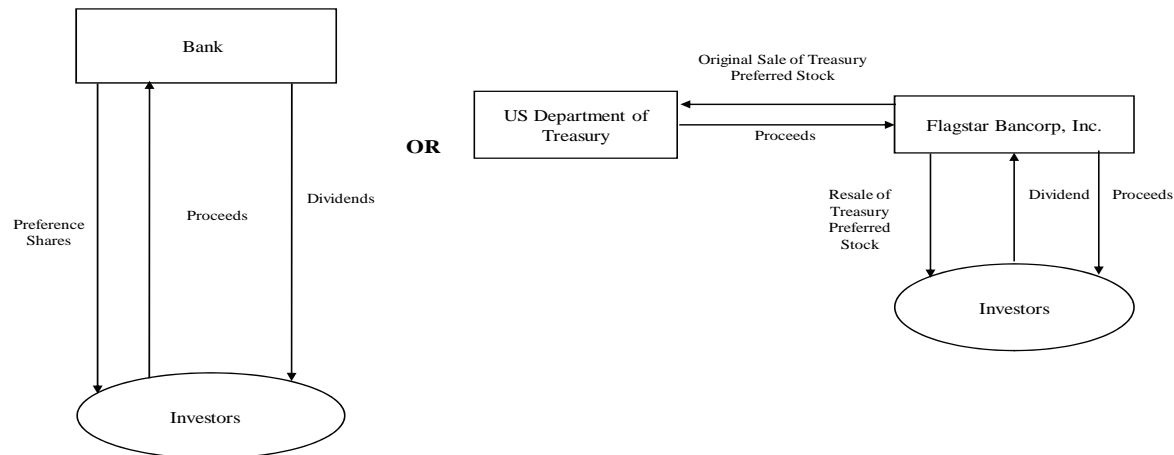 Bank
Preference
Shares
Proceeds
Dividends
Investors
OR
Original Sale of Treasury
Preferred Stock
US Department of
Treasury
Proceeds
Flagstar Bancorp, Inc.
Resale of
Treasury
Preferred
Stock
Dividend
Proceeds
Investors